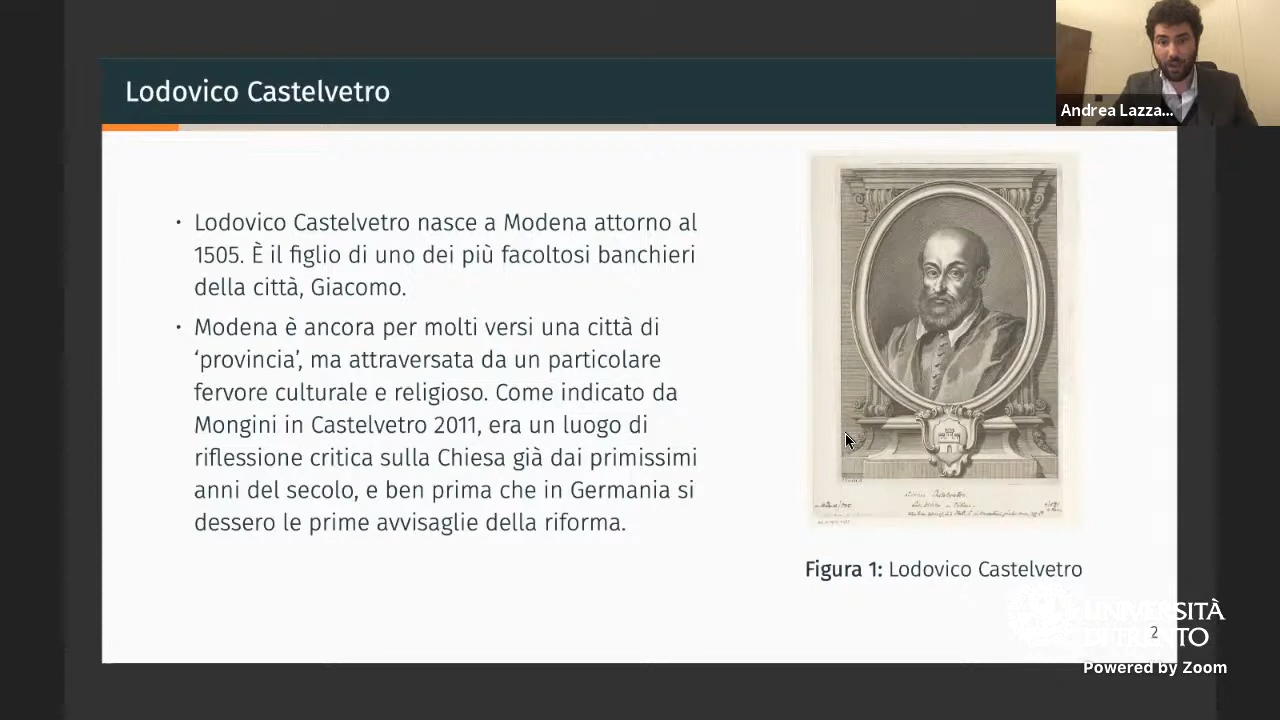 Lodovico Castelvetro
Andrea Lazza...
• Lodovico Castelvetro nasce a Modena attorno al
1505. È il figlio di uno dei più facoltosi banchieri
della città, Giacomo.
• Modena è ancora per molti versi una città di
‘provincia’, ma attraversata da un particolare
fervore culturale e religioso. Come indicato da
Mongini in Castelvetro 2011, era un luogo di
riflessione critica sulla Chiesa già dai primissimi
anni del secolo, e ben prima che in Germania si
dessero le prime avvisaglie della riforma.
Figura 1: Lodovico Castelvetro
UNIVERSITÀ
DI TRENTO
2
Powered by Zoom